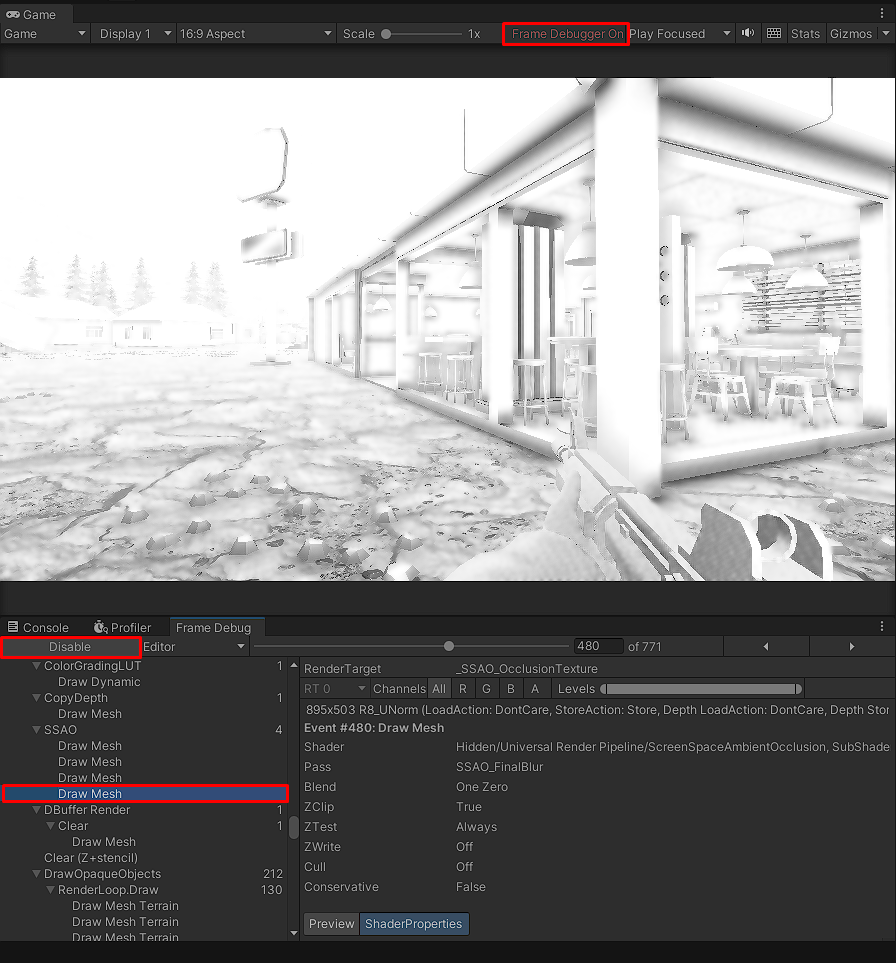 Game
Game Display 1 16:9 Aspect Scale 1x Frame Debugger On Play Focused Stats Gizmos
Console Profiler Frame Debug
Disable Editor 480 of 771
ColorGradingLUT 1
Draw Dynamic
CopyDepth 1
Draw Mesh
SSAO 4
Draw Mesh
Draw Mesh
Draw Mesh
Draw Mesh
DBuffer Render 1
Clear 1
Draw Mesh
Clear (Z+stencil)
DrawOpaqueObjects 212
RenderLoop.Draw 130
Draw Mesh Terrain
Draw Mesh Terrain
Draw Mesh Terrain
RenderTarget _SSAO_OcclusionTexture
RT 0 Channels All R G B A Levels
895x503 R8_UNorm (LoadAction: DontCare, StoreAction: Store, Depth LoadAction: DontCare, Depth Stor
Event #480: Draw Mesh
Shader Hidden/Universal Render Pipeline/ScreenSpaceAmbientOcclusion, SubShade
Pass SSAO_FinalBlur
Blend One Zero
ZClip True
ZTest Always
ZWrite Off
Cull Off
Conservative False
Preview ShaderProperties